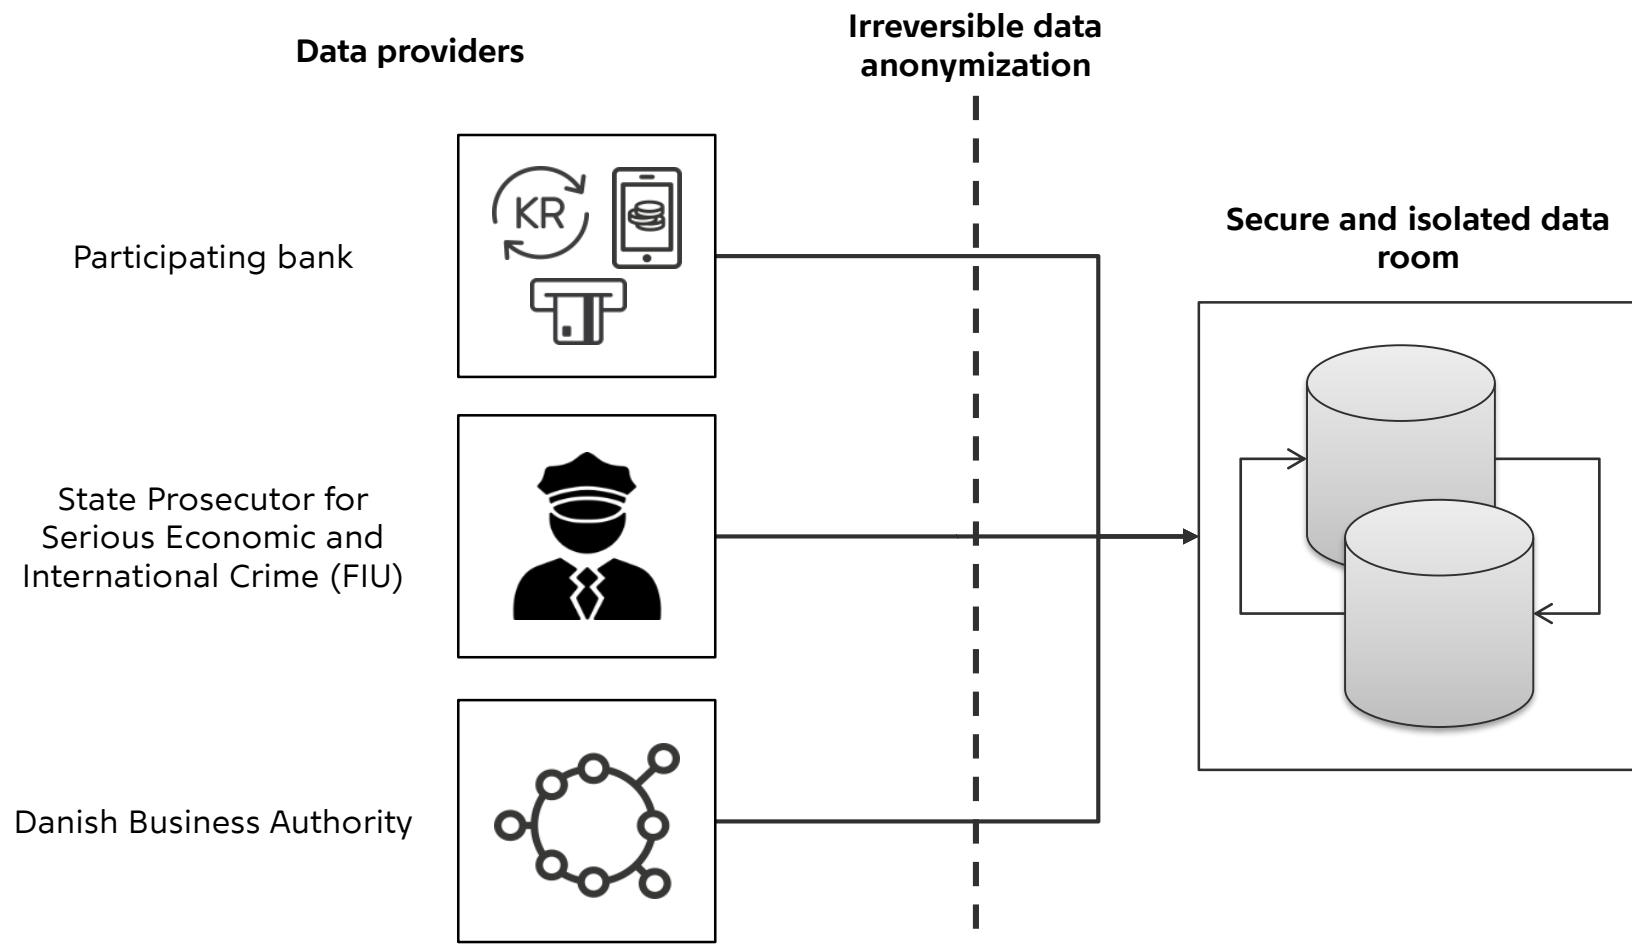 Data providers
Irreversible data
anonymization
Participating bank
KR
Secure and isolated data
room
State Prosecutor for
Serious Economic and
International Crime (FIU)
Danish Business Authority